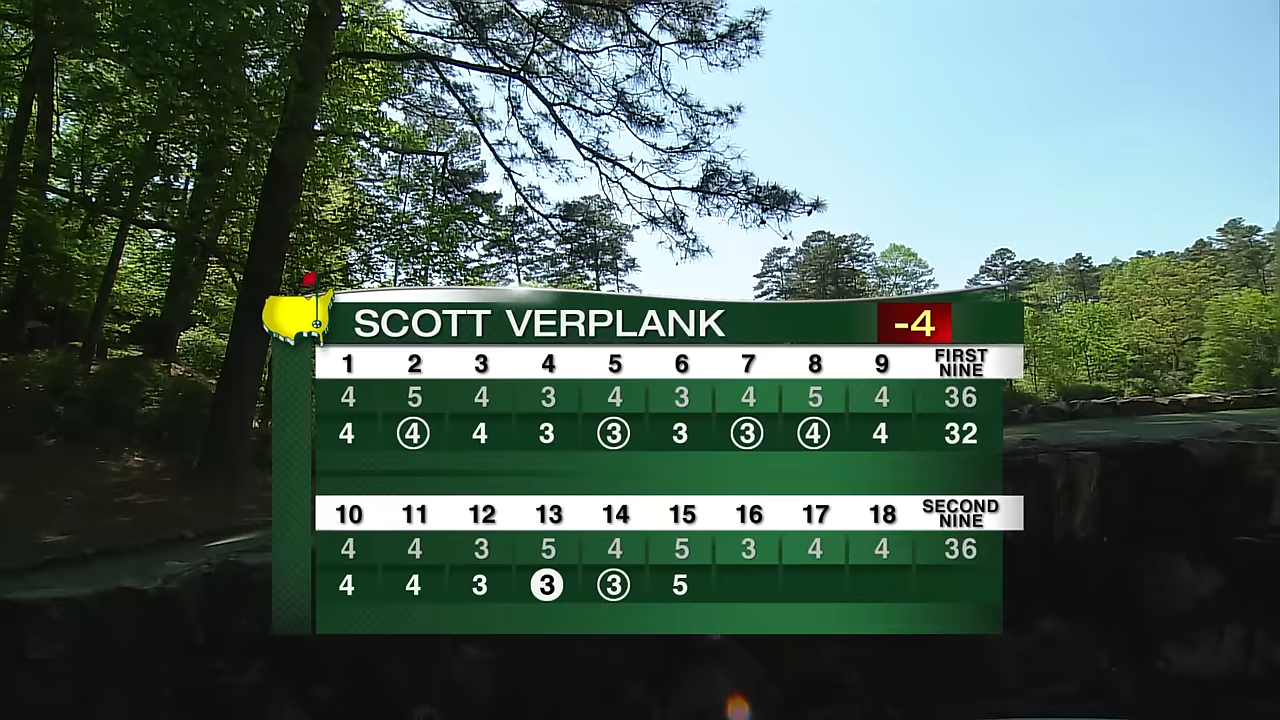 SCOTT VERPLANK -4
1 2 3 4 5 6 7 8 9 FIRST NINE
4 5 4 3 4 3 4 5 4 36
4 4 4 3 3 3 3 4 4 32
10 11 12 13 14 15 16 17 18 SECOND NINE
4 4 3 5 4 5 3 4 4 36
4 4 3 3 3 5